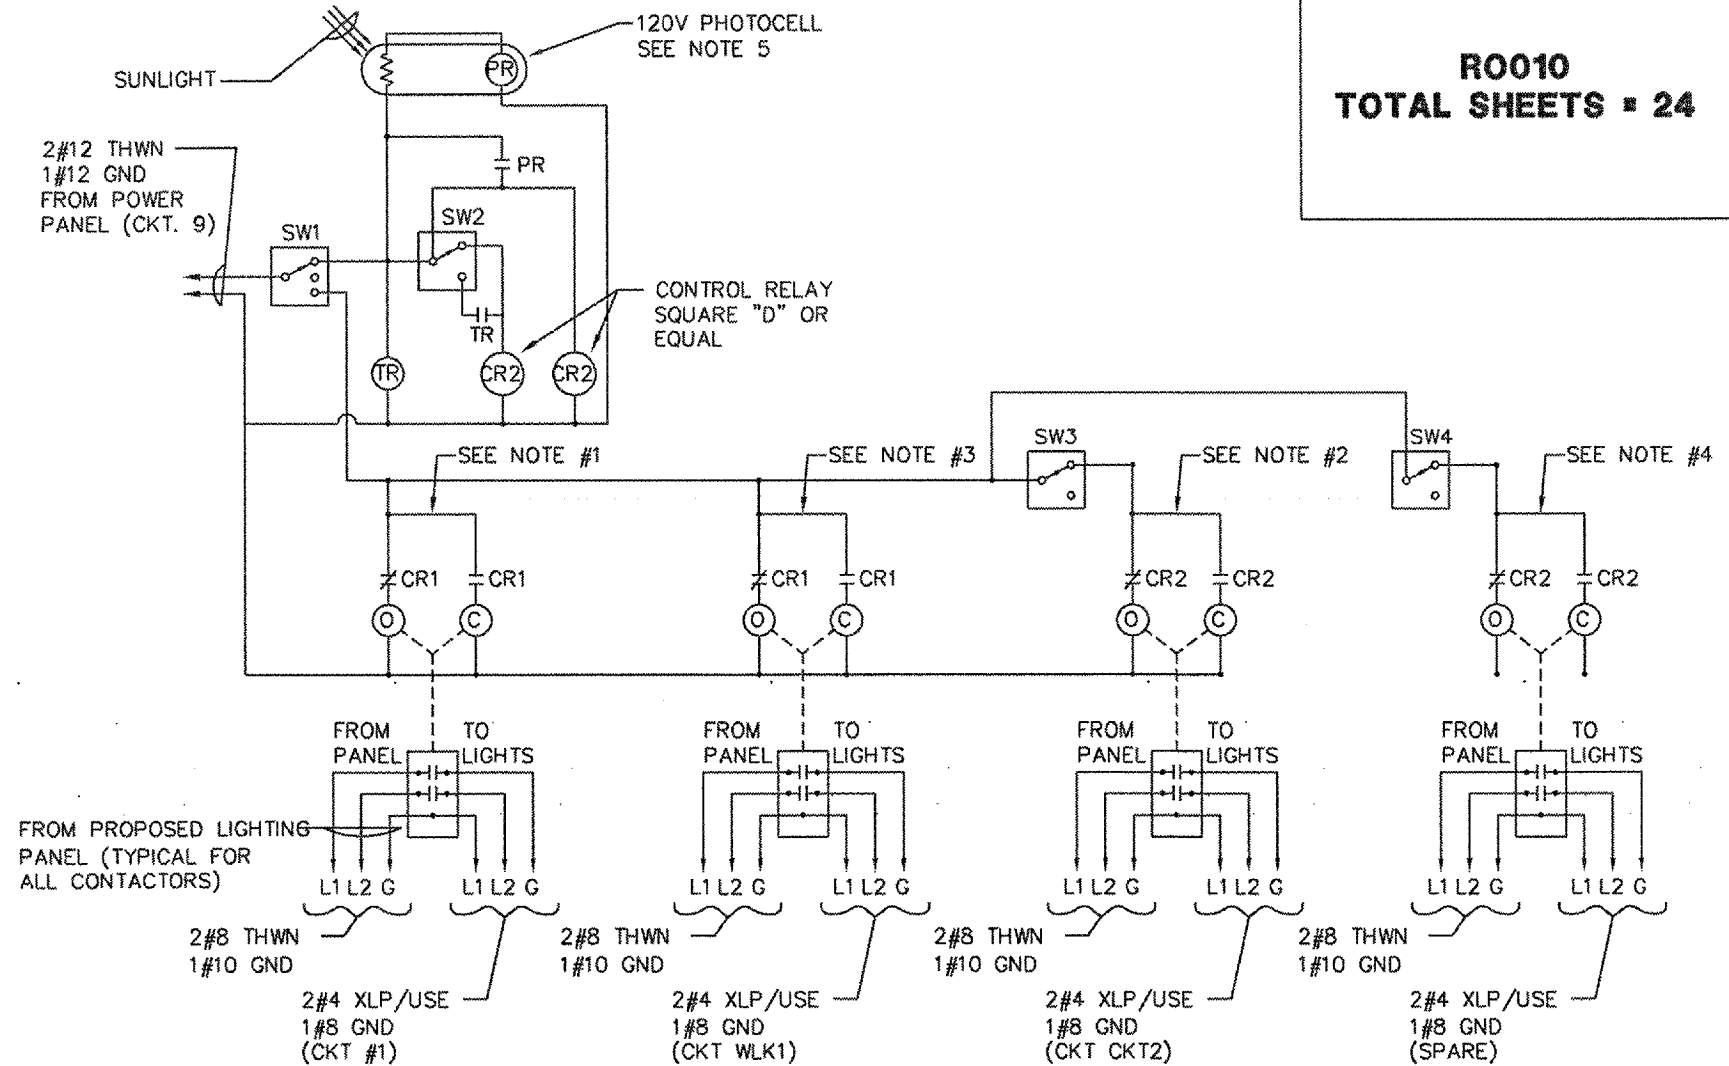 120V PHOTOCELL
SEE NOTE 5
RO010
TOTAL SHEETS = 24
SUNLIGHT
PR
2#12 THWN
1#12 GND
FROM POWER
PANEL (CKT. 9)
PR
SW1
SW2
CONTROL RELAY
SQUARE "D" OR
EQUAL
TR
TR
CR2
CR2
SW3
SW4
SEE NOTE #1
SEE NOTE #3
SEE NOTE #2
SEE NOTE #4
CR1
CR1
CR1
CR1
CR2
CR2
CR2
CR2
O
C
O
C
O
C
O
C
FROM PANEL
TO LIGHTS
FROM PANEL
TO LIGHTS
FROM PANEL
TO LIGHTS
FROM PANEL
TO LIGHTS
FROM PROPOSED LIGHTING
PANEL (TYPICAL FOR
ALL CONTACTORS)
L1 L2 G
L1 L2 G
L1 L2 G
L1 L2 G
L1 L2 G
L1 L2 G
L1 L2 G
L1 L2 G
2#8 THWN
1#10 GND
2#8 THWN
1#10 GND
2#8 THWN
1#10 GND
2#8 THWN
1#10 GND
2#4 XLP/USE
1#8 GND
(CKT #1)
2#4 XLP/USE
1#8 GND
(CKT WLK1)
2#4 XLP/USE
1#8 GND
(CKT CKT2)
2#4 XLP/USE
1#8 GND
(SPARE)